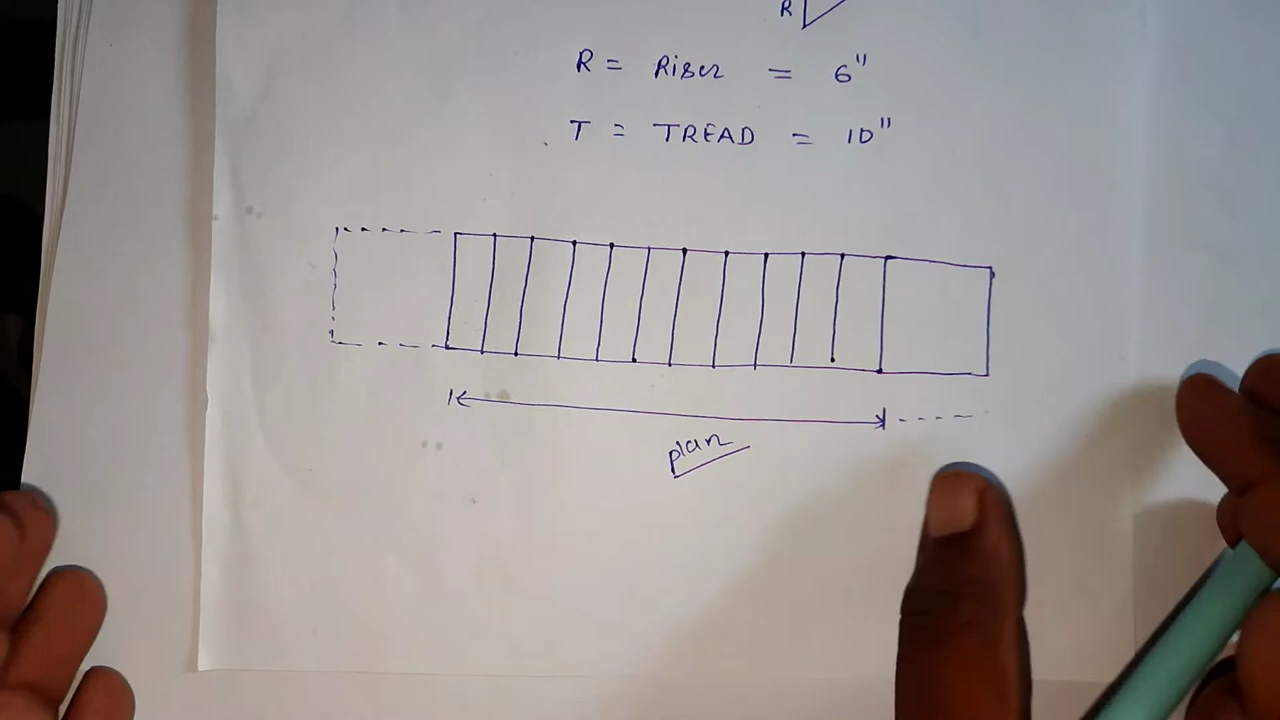 R
R = Riser = 6"
T = TREAD = 10"
plan